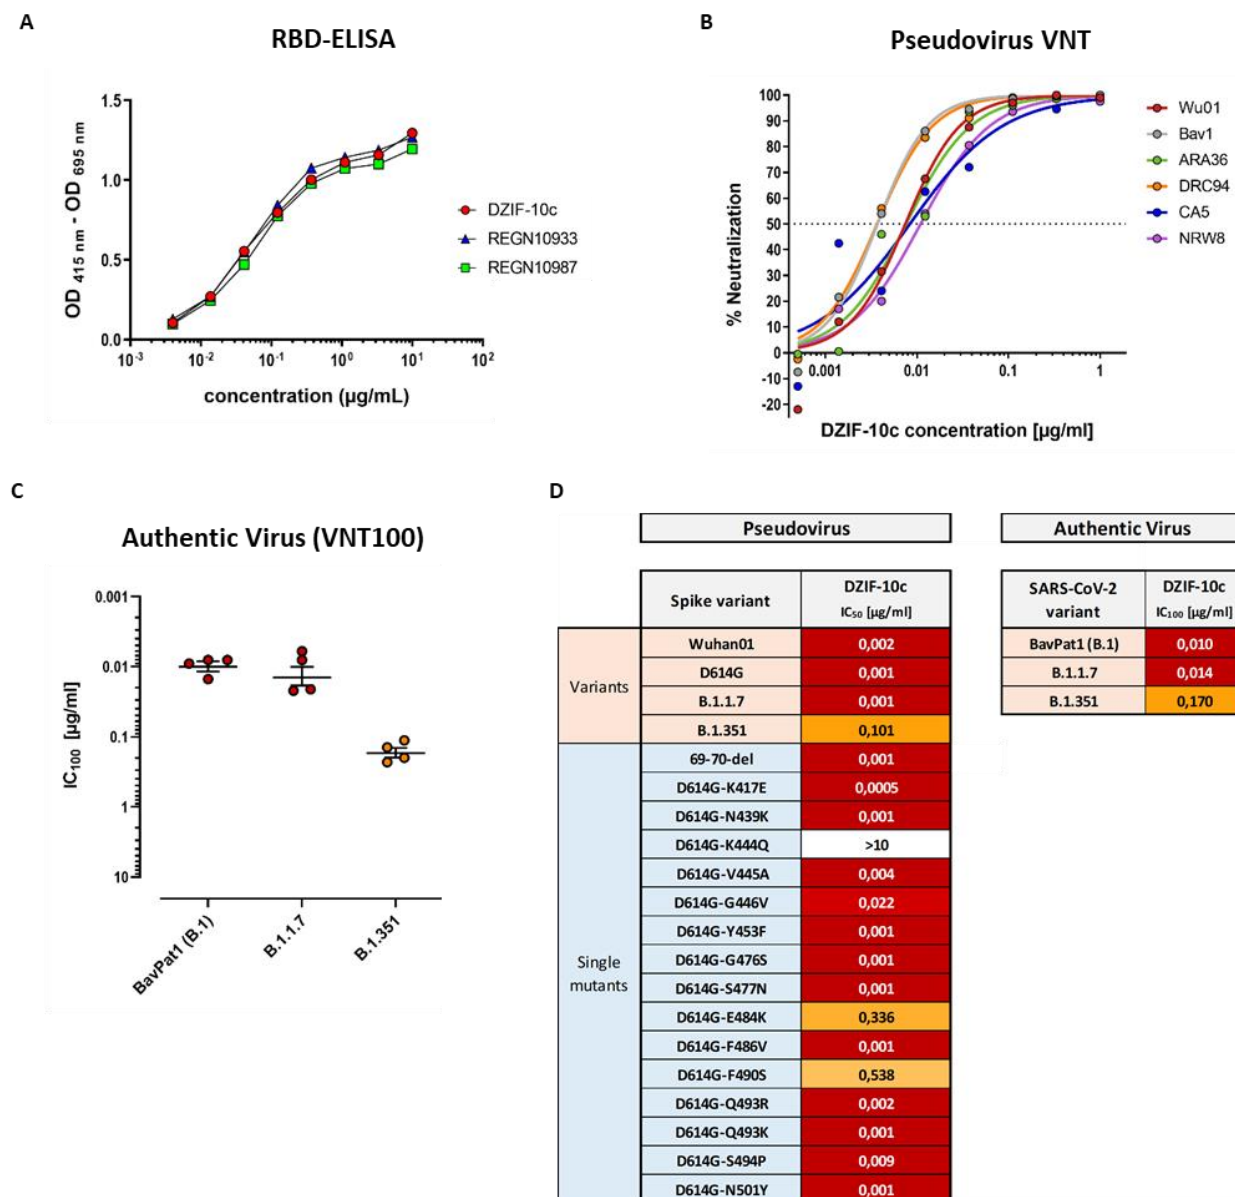 A
RBD-ELISA
OD 415 nm - OD 695 nm
1.5
1.0
0.5
0.0
10-3
10-2
10-1
100
101
102
concentration (µg/mL)
DZIF-10c
REGN10933
REGN10987
B
Pseudovirus VNT
% Neutralization
100
90
80
70
60
50
40
30
20
10
0
-10
-20
0.001
0.01
0.1
1
DZIF-10c concentration [µg/ml]
Wu01
Bav1
ARA36
DRC94
CA5
NRW8
C
Authentic Virus (VNT100)
IC100 [µg/ml]
0.001
0.01
0.1
1
10
BavPat1 (B.1)
B.1.1.7
B.1.351
D
Pseudovirus
Spike variant
DZIF-10c
IC50 [µg/ml]
Variants
Wuhan01 0,002
D614G 0,001
B.1.1.7 0,001
B.1.351 0,101
Single
mutants
69-70-del 0,001
D614G-K417E 0,0005
D614G-N439K 0,001
D614G-K444Q >10
D614G-V445A 0,004
D614G-G446V 0,022
D614G-Y453F 0,001
D614G-G476S 0,001
D614G-S477N 0,001
D614G-E484K 0,336
D614G-F486V 0,001
D614G-F490S 0,538
D614G-Q493R 0,002
D614G-Q493K 0,001
D614G-S494P 0,009
D614G-N501Y 0,001
Authentic Virus
SARS-CoV-2
variant
DZIF-10c
IC100 [µg/ml]
BavPat1 (B.1) 0,010
B.1.1.7 0,014
B.1.351 0,170